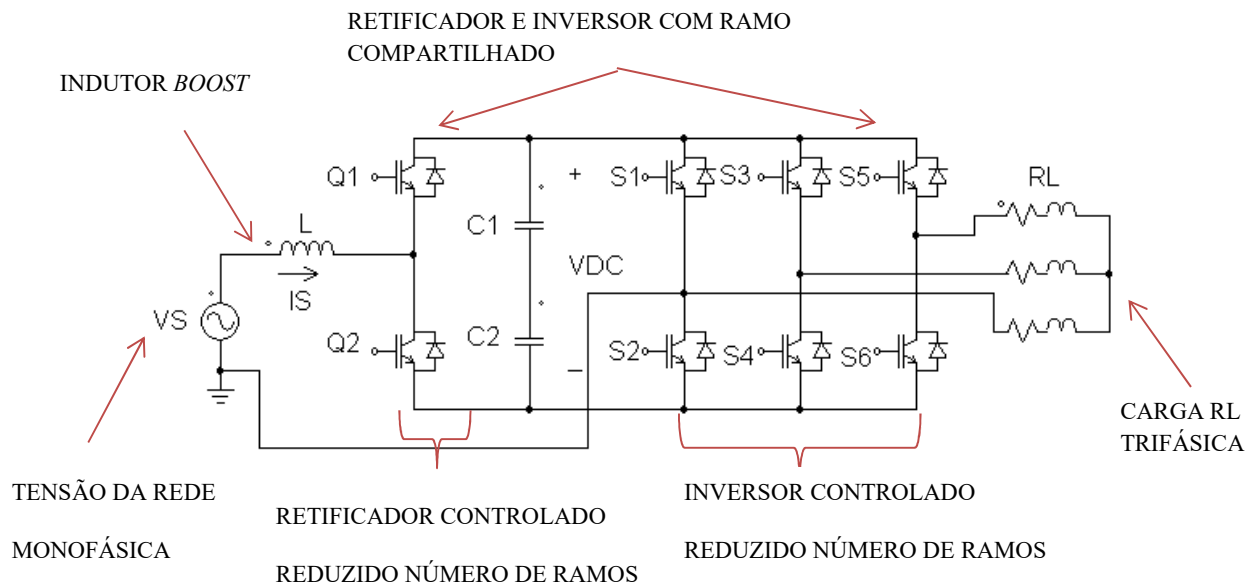 RETIFICADOR E INVERSOR COM RAMO
COMPARTILHADO
INDUTOR BOOST
Q1
+
S1
S3
S5
RL
L
C1
IS
VDC
VS
Q2
C2
S2
S4
S6
−
CARGA RL
TRIFÁSICA
TENSÃO DA REDE
MONOFÁSICA
RETIFICADOR CONTROLADO
REDUZIDO NÚMERO DE RAMOS
INVERSOR CONTROLADO
REDUZIDO NÚMERO DE RAMOS